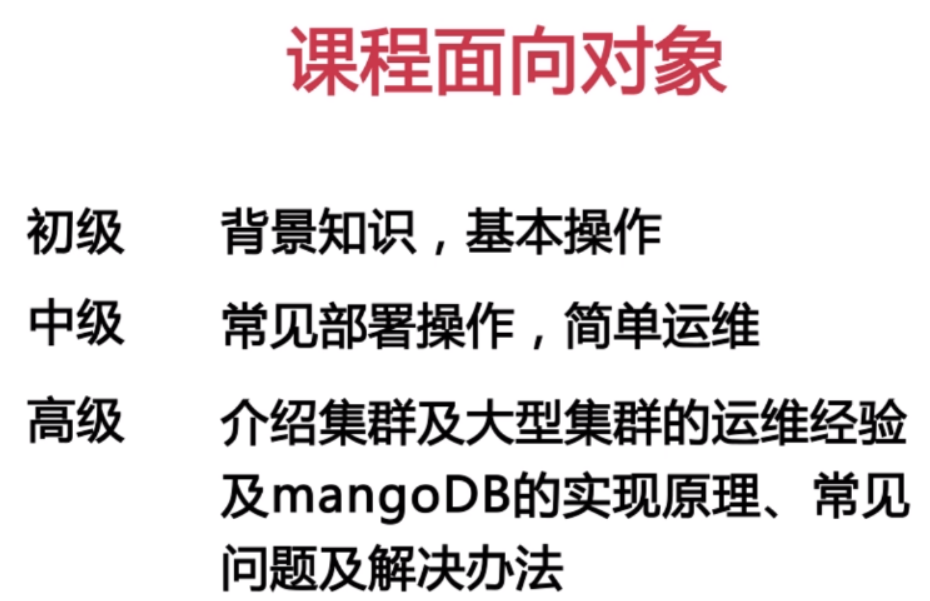 课程面向对象
初级 背景知识，基本操作
中级 常见部署操作，简单运维
高级 介绍集群及大型集群的运维经验
及mangoDB的实现原理、常见
问题及解决办法